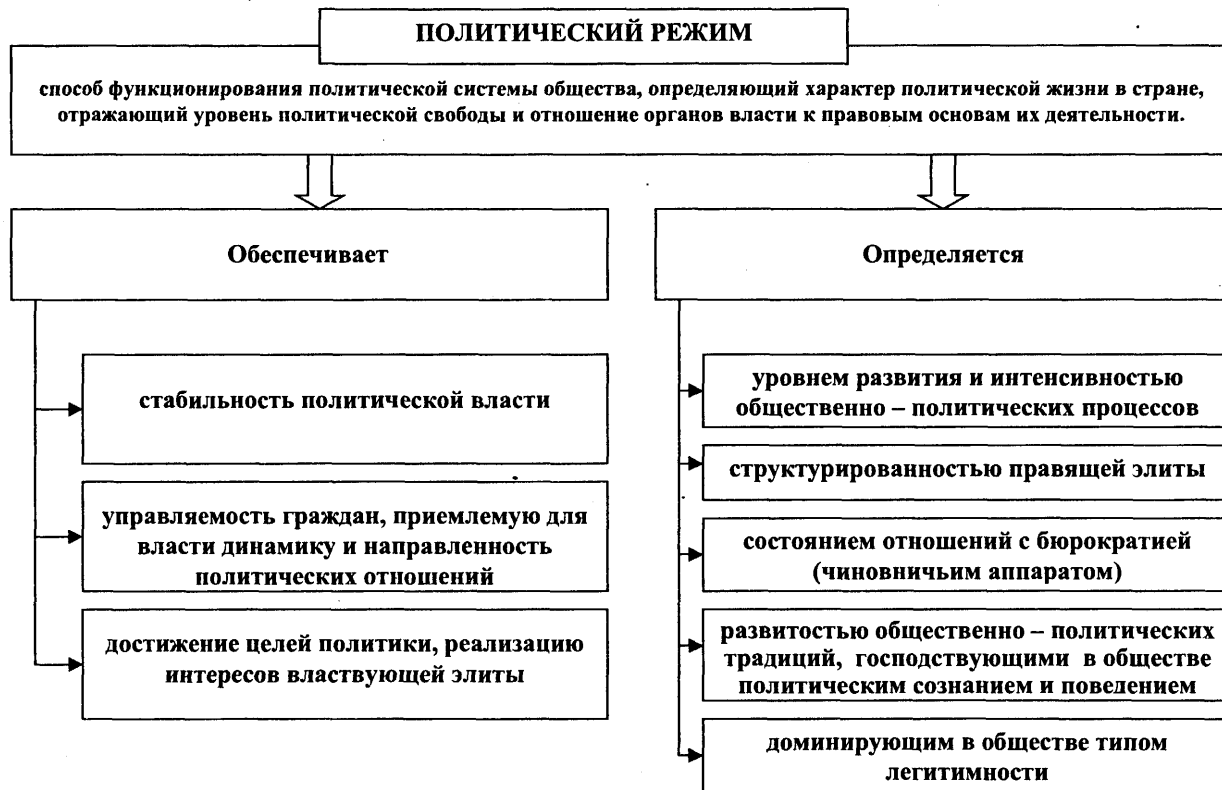 ПОЛИТИЧЕСКИЙ РЕЖИМ
способ функционирования политической системы общества, определяющий характер политической жизни в стране,
отражающий уровень политической свободы и отношение органов власти к правовым основам их деятельности.
Обеспечивает
стабильность политической власти
управляемость граждан, приемлемую для
власти динамику и направленность
политических отношений
достижение целей политики, реализацию
интересов властвующей элиты
Определяется
уровнем развития и интенсивностью
общественно – политических процессов
структурированностью правящей элиты
состоянием отношений с бюрократией
(чиновничьим аппаратом)
развитостью общественно – политических
традиций, господствующими в обществе
политическим сознанием и поведением
доминирующим в обществе типом
легитимности